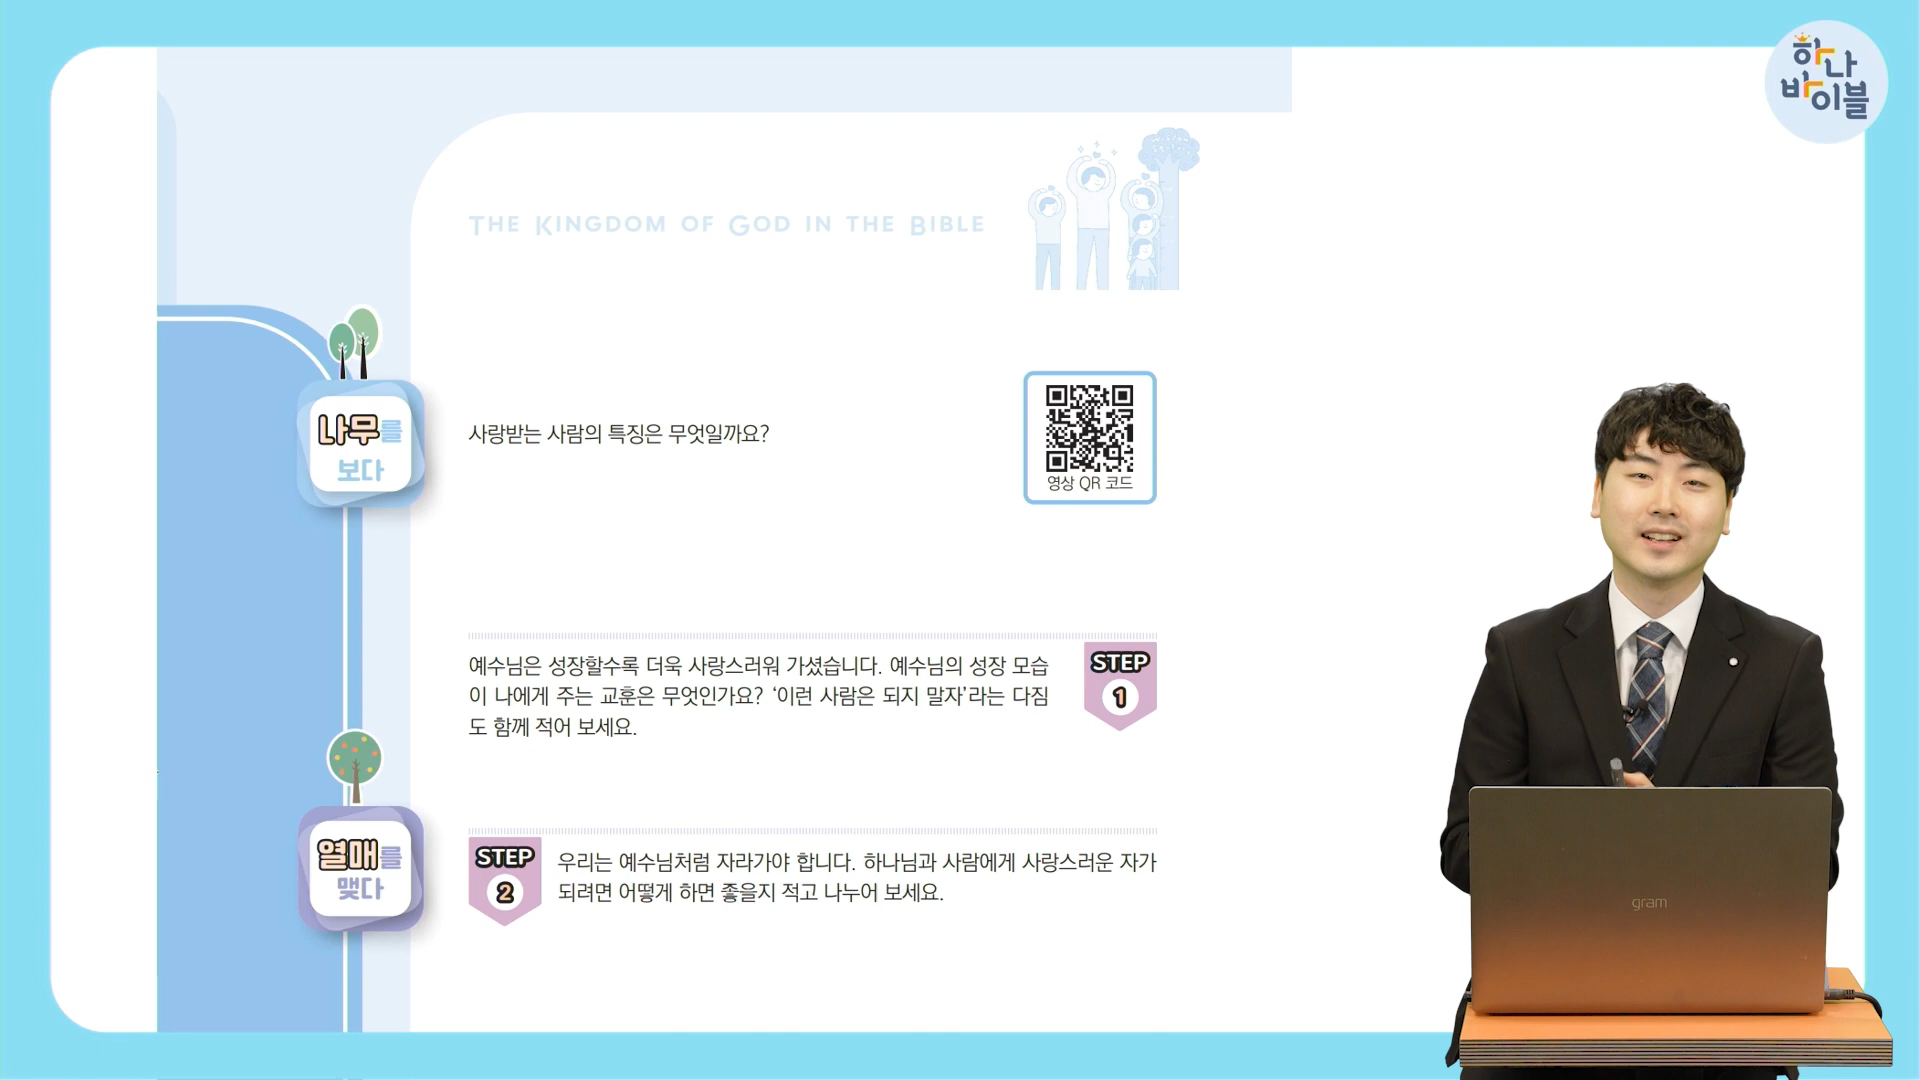 하나
바이블
THE KINGDOM OF GOD IN THE BIBLE
나무를
보다
사랑받는 사람의 특징은 무엇일까요?
영상 QR 코드
예수님은 성장할수록 더욱 사랑스러워 가셨습니다. 예수님의 성장 모습
이 나에게 주는 교훈은 무엇인가요? ‘이런 사람은 되지 말자’라는 다짐
도 함께 적어 보세요.
STEP
1
열매를
맺다
STEP
2
우리는 예수님처럼 자라가야 합니다. 하나님과 사람에게 사랑스러운 자가
되려면 어떻게 하면 좋을지 적고 나누어 보세요.
gram